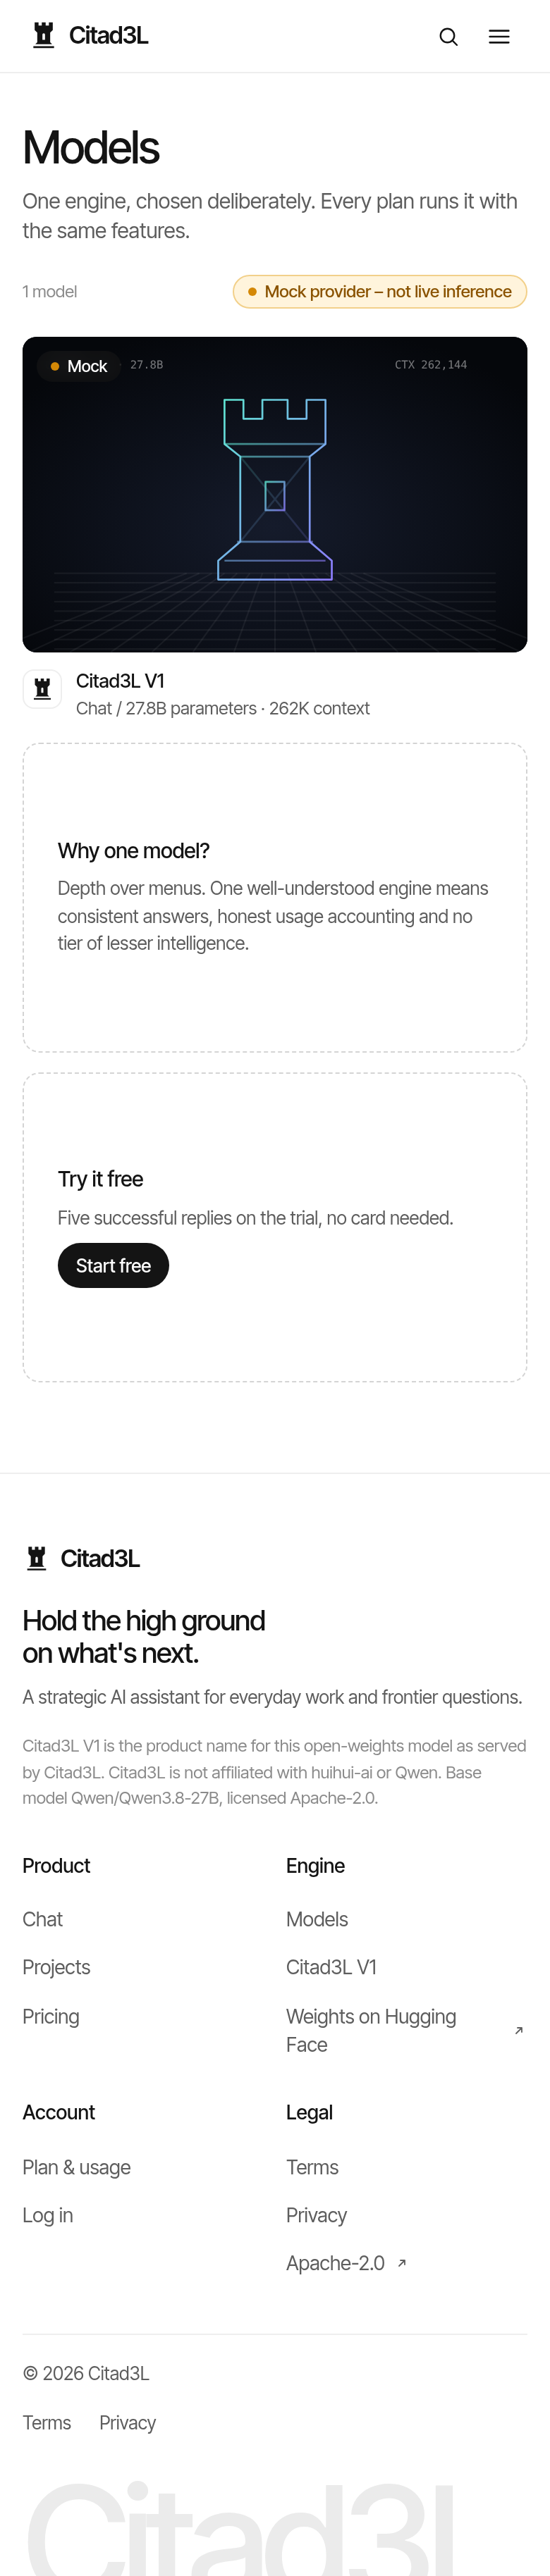 Citad3L
Models
One engine, chosen deliberately. Every plan runs it with
the same features.
1 model
Mock provider – not live inference
Mock
27.8B
CTX 262,144
Citad3L V1
Chat / 27.8B parameters · 262K context
Why one model?
Depth over menus. One well-understood engine means
consistent answers, honest usage accounting and no
tier of lesser intelligence.
Try it free
Five successful replies on the trial, no card needed.
Start free
Citad3L
Hold the high ground
on what's next.
A strategic AI assistant for everyday work and frontier questions.
Citad3L V1 is the product name for this open-weights model as served
by Citad3L. Citad3L is not affiliated with huihui-ai or Qwen. Base
model Qwen/Qwen3.8-27B, licensed Apache-2.0.
Product
Chat
Projects
Pricing
Engine
Models
Citad3L V1
Weights on Hugging
Face
Account
Plan & usage
Log in
Legal
Terms
Privacy
Apache-2.0
© 2026 Citad3L
Terms
Privacy
Citad3L